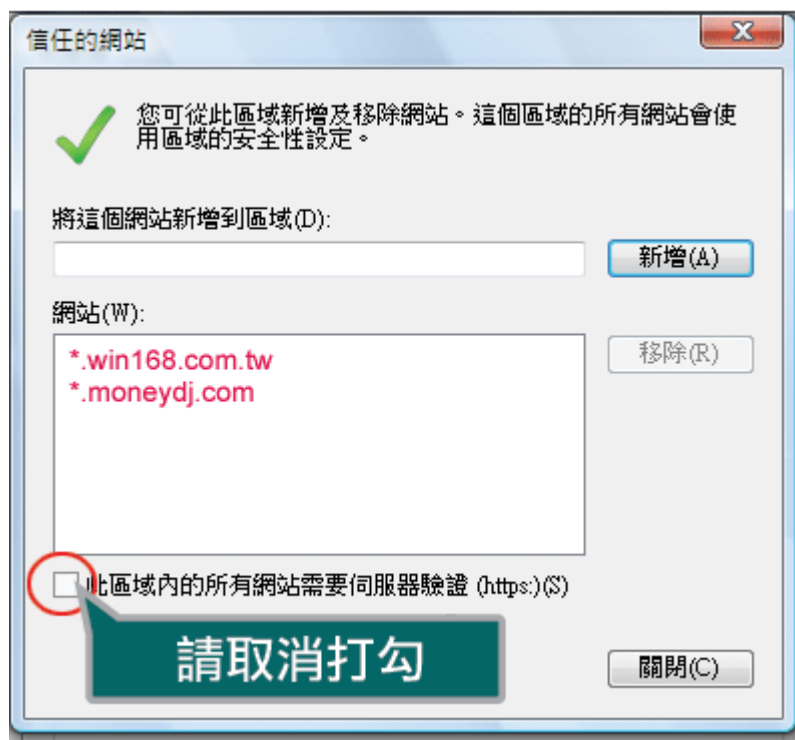 信任的網站
您可從此區域新增及移除網站。這個區域的所有網站會使
用區域的安全性設定。
將這個網站新增到區域(D):
新增(A)
網站(W):
*.win168.com.tw
*.moneydj.com
移除(R)
此區域內的所有網站需要伺服器驗證 (https:)(S)
請取消打勾
關閉(C)